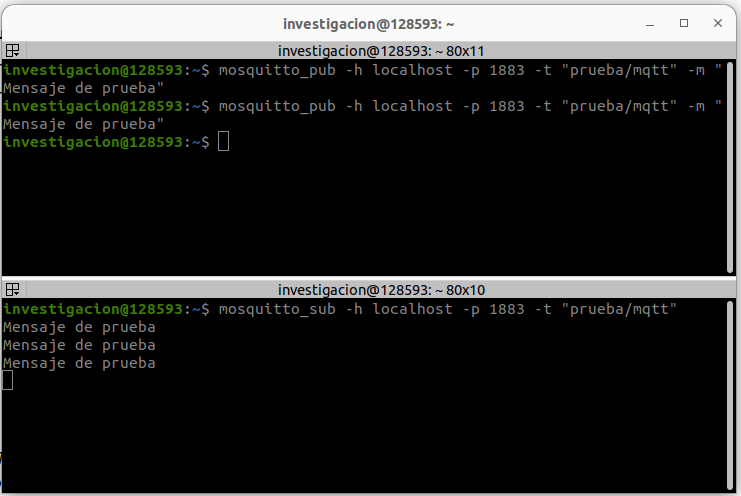 investigacion@128593: ~
investigacion@128593: ~ 80x11
investigacion@128593:~$ mosquitto_pub -h localhost -p 1883 -t "prueba/mqtt" -m "
Mensaje de prueba"
investigacion@128593:~$ mosquitto_pub -h localhost -p 1883 -t "prueba/mqtt" -m "
Mensaje de prueba"
investigacion@128593:~$
investigacion@128593: ~ 80x10
investigacion@128593:~$ mosquitto_sub -h localhost -p 1883 -t "prueba/mqtt"
Mensaje de prueba
Mensaje de prueba
Mensaje de prueba